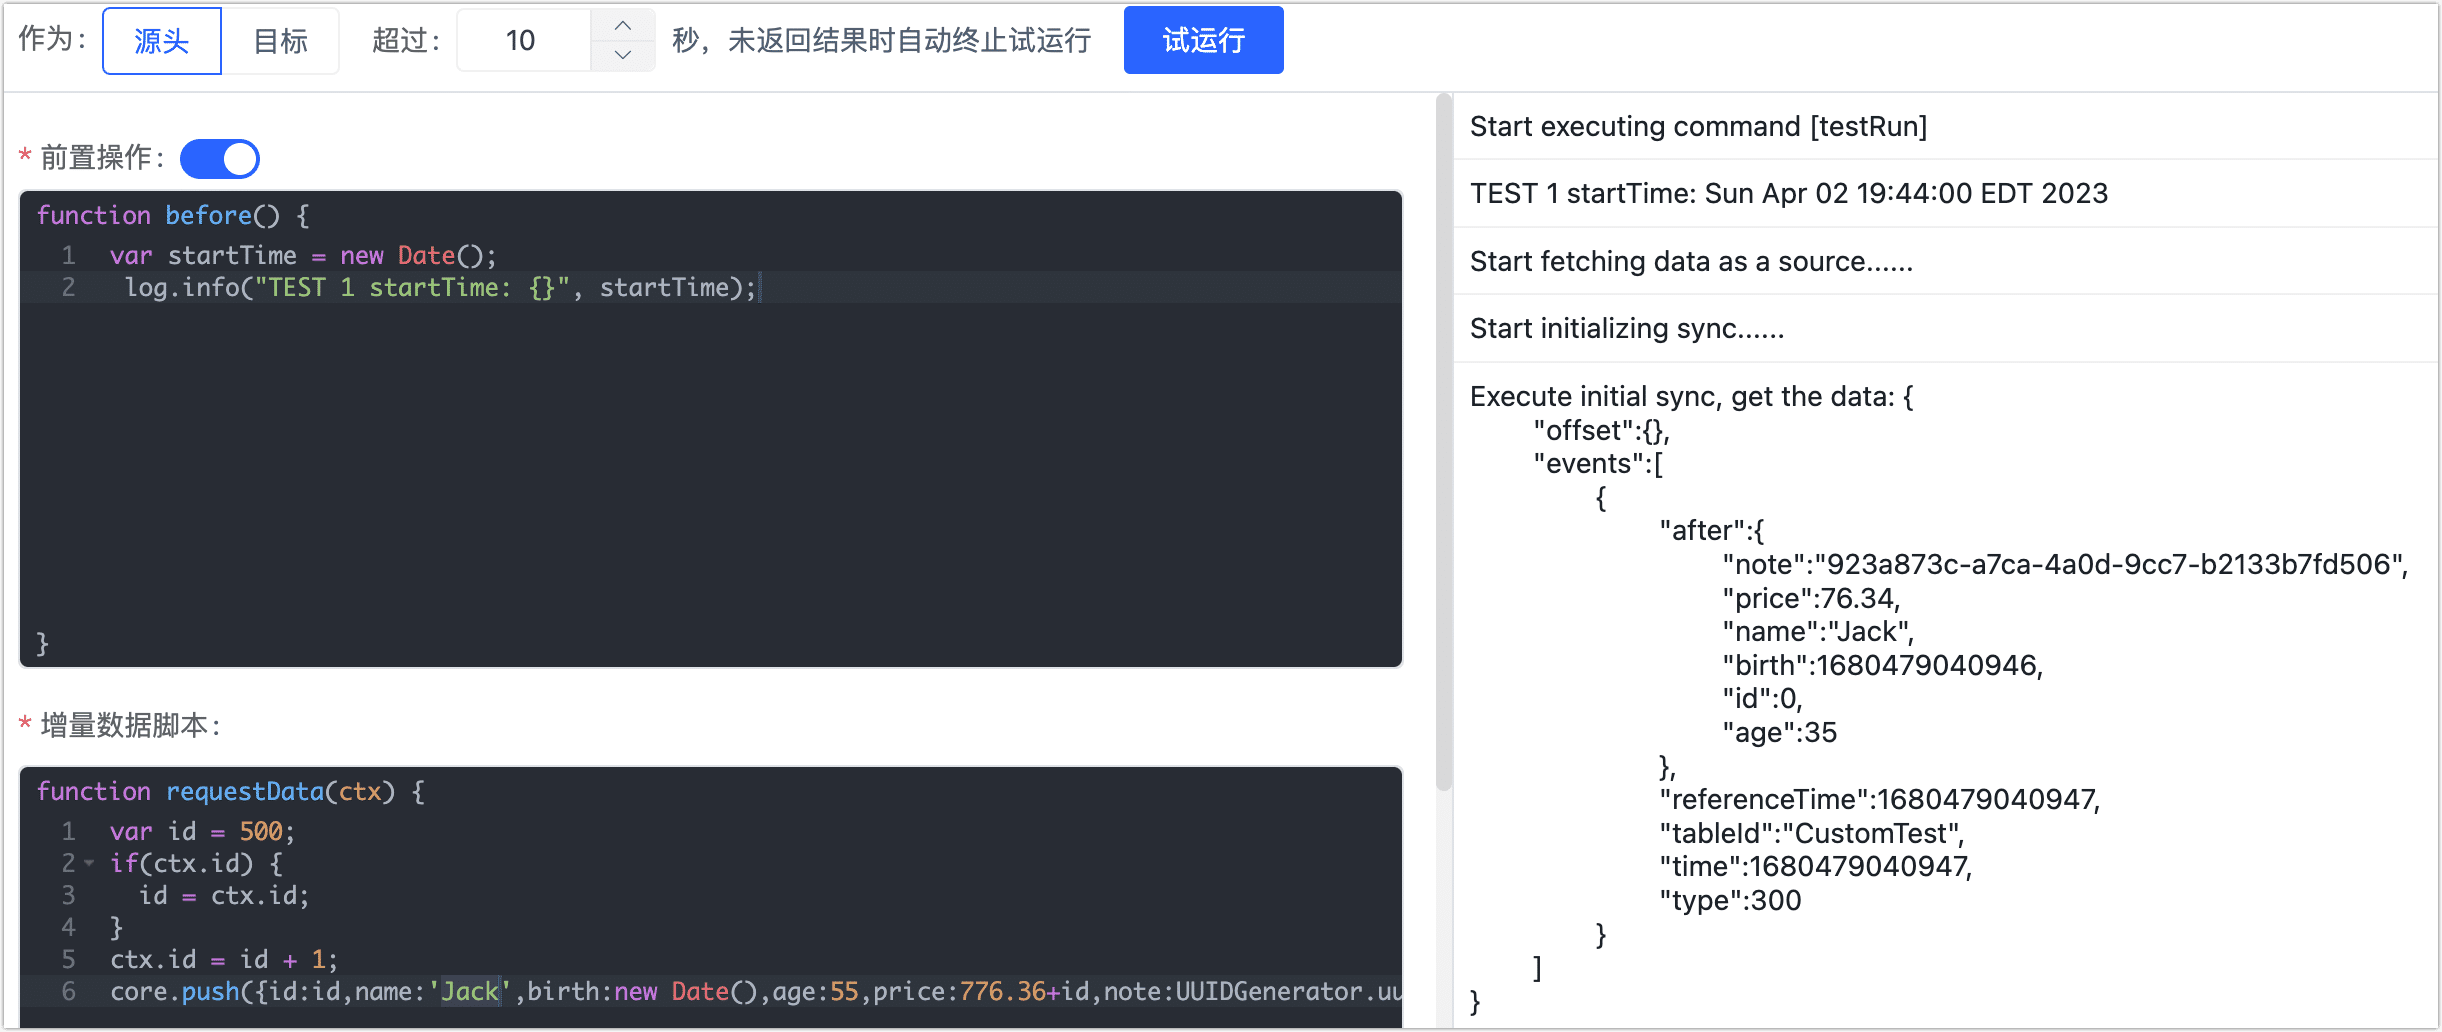 作为： 源头 目标 超过： 10 秒，未返回结果时自动终止试运行 试运行
* 前置操作：
function before() {
1 var startTime = new Date();
2 log.info("TEST 1 startTime: {}", startTime);
}
* 增量数据脚本：
function requestData(ctx) {
1 var id = 500;
2 if(ctx.id) {
3 id = ctx.id;
4 }
5 ctx.id = id + 1;
6 core.push({id:id,name:'Jack',birth:new Date(),age:55,price:776.36+id,note:UUIDGenerator.uu
Start executing command [testRun]
TEST 1 startTime: Sun Apr 02 19:44:00 EDT 2023
Start fetching data as a source......
Start initializing sync......
Execute initial sync, get the data: {
"offset":{},
"events":[
{
"after":{
"note":"923a873c-a7ca-4a0d-9cc7-b2133b7fd506",
"price":76.34,
"name":"Jack",
"birth":1680479040946,
"id":0,
"age":35
},
"referenceTime":1680479040947,
"tableId":"CustomTest",
"time":1680479040947,
"type":300
}
]
}